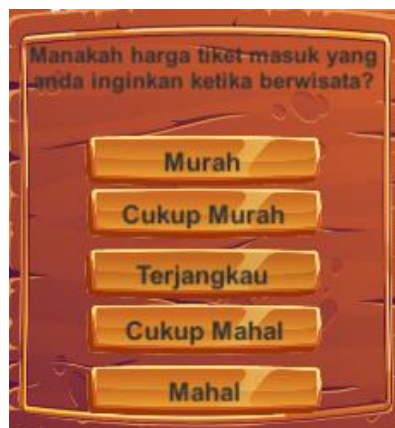 Manakah harga tiket masuk yang
anda inginkan ketika berwisata?
Murah
Cukup Murah
Terjangkau
Cukup Mahal
Mahal